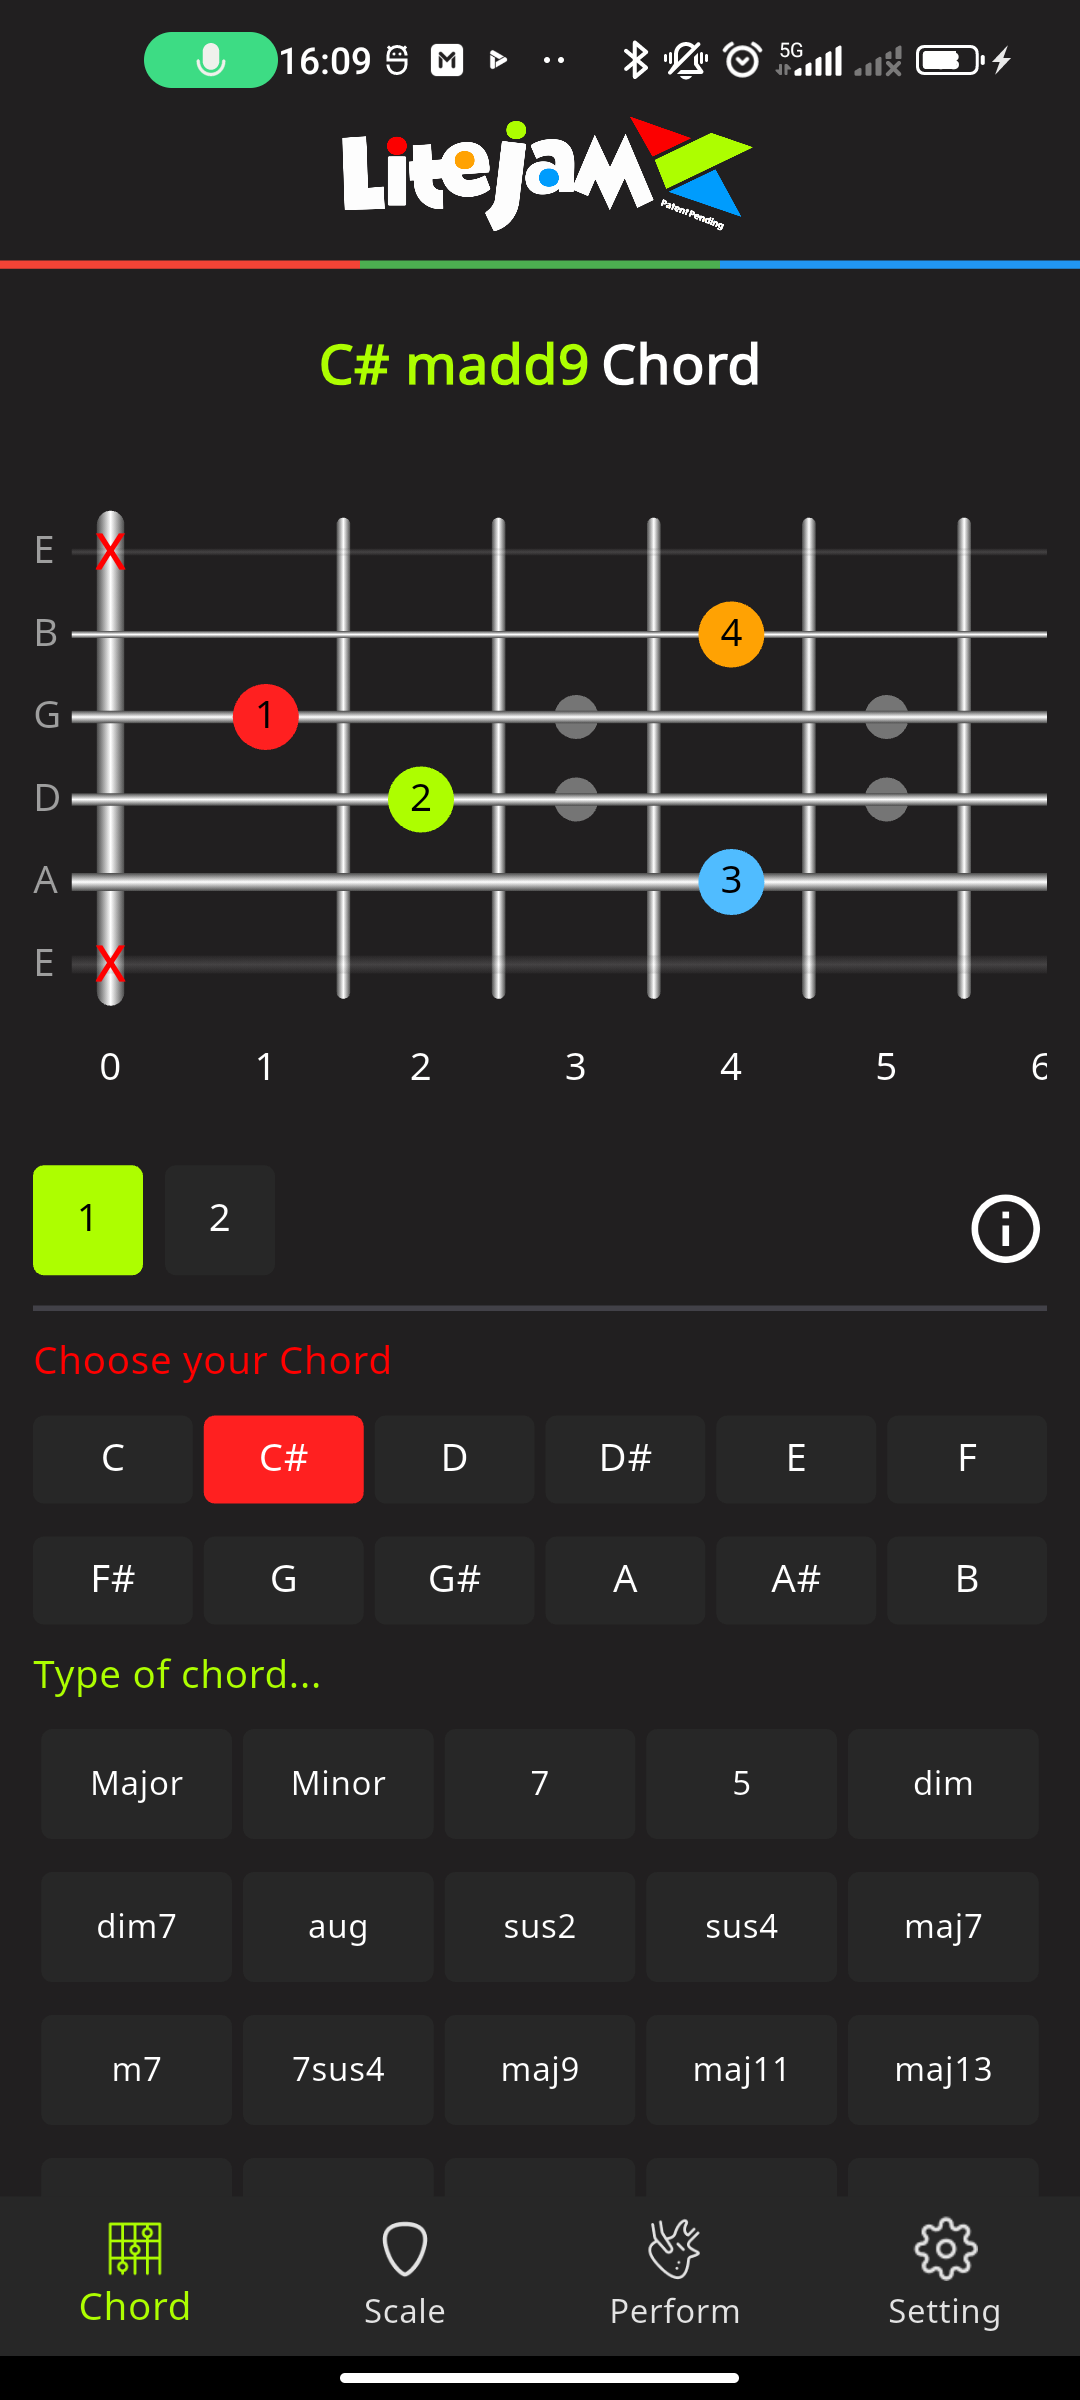 16:09
5G
Litejam
Patent Pending
C# madd9 Chord
E X
B 4
G 1
D 2
A 3
E X
0 1 2 3 4 5 6
1 2
Choose your Chord
C C# D D# E F
F# G G# A A# B
Type of chord...
Major Minor 7 5 dim
dim7 aug sus2 sus4 maj7
m7 7sus4 maj9 maj11 maj13
Chord Scale Perform Setting